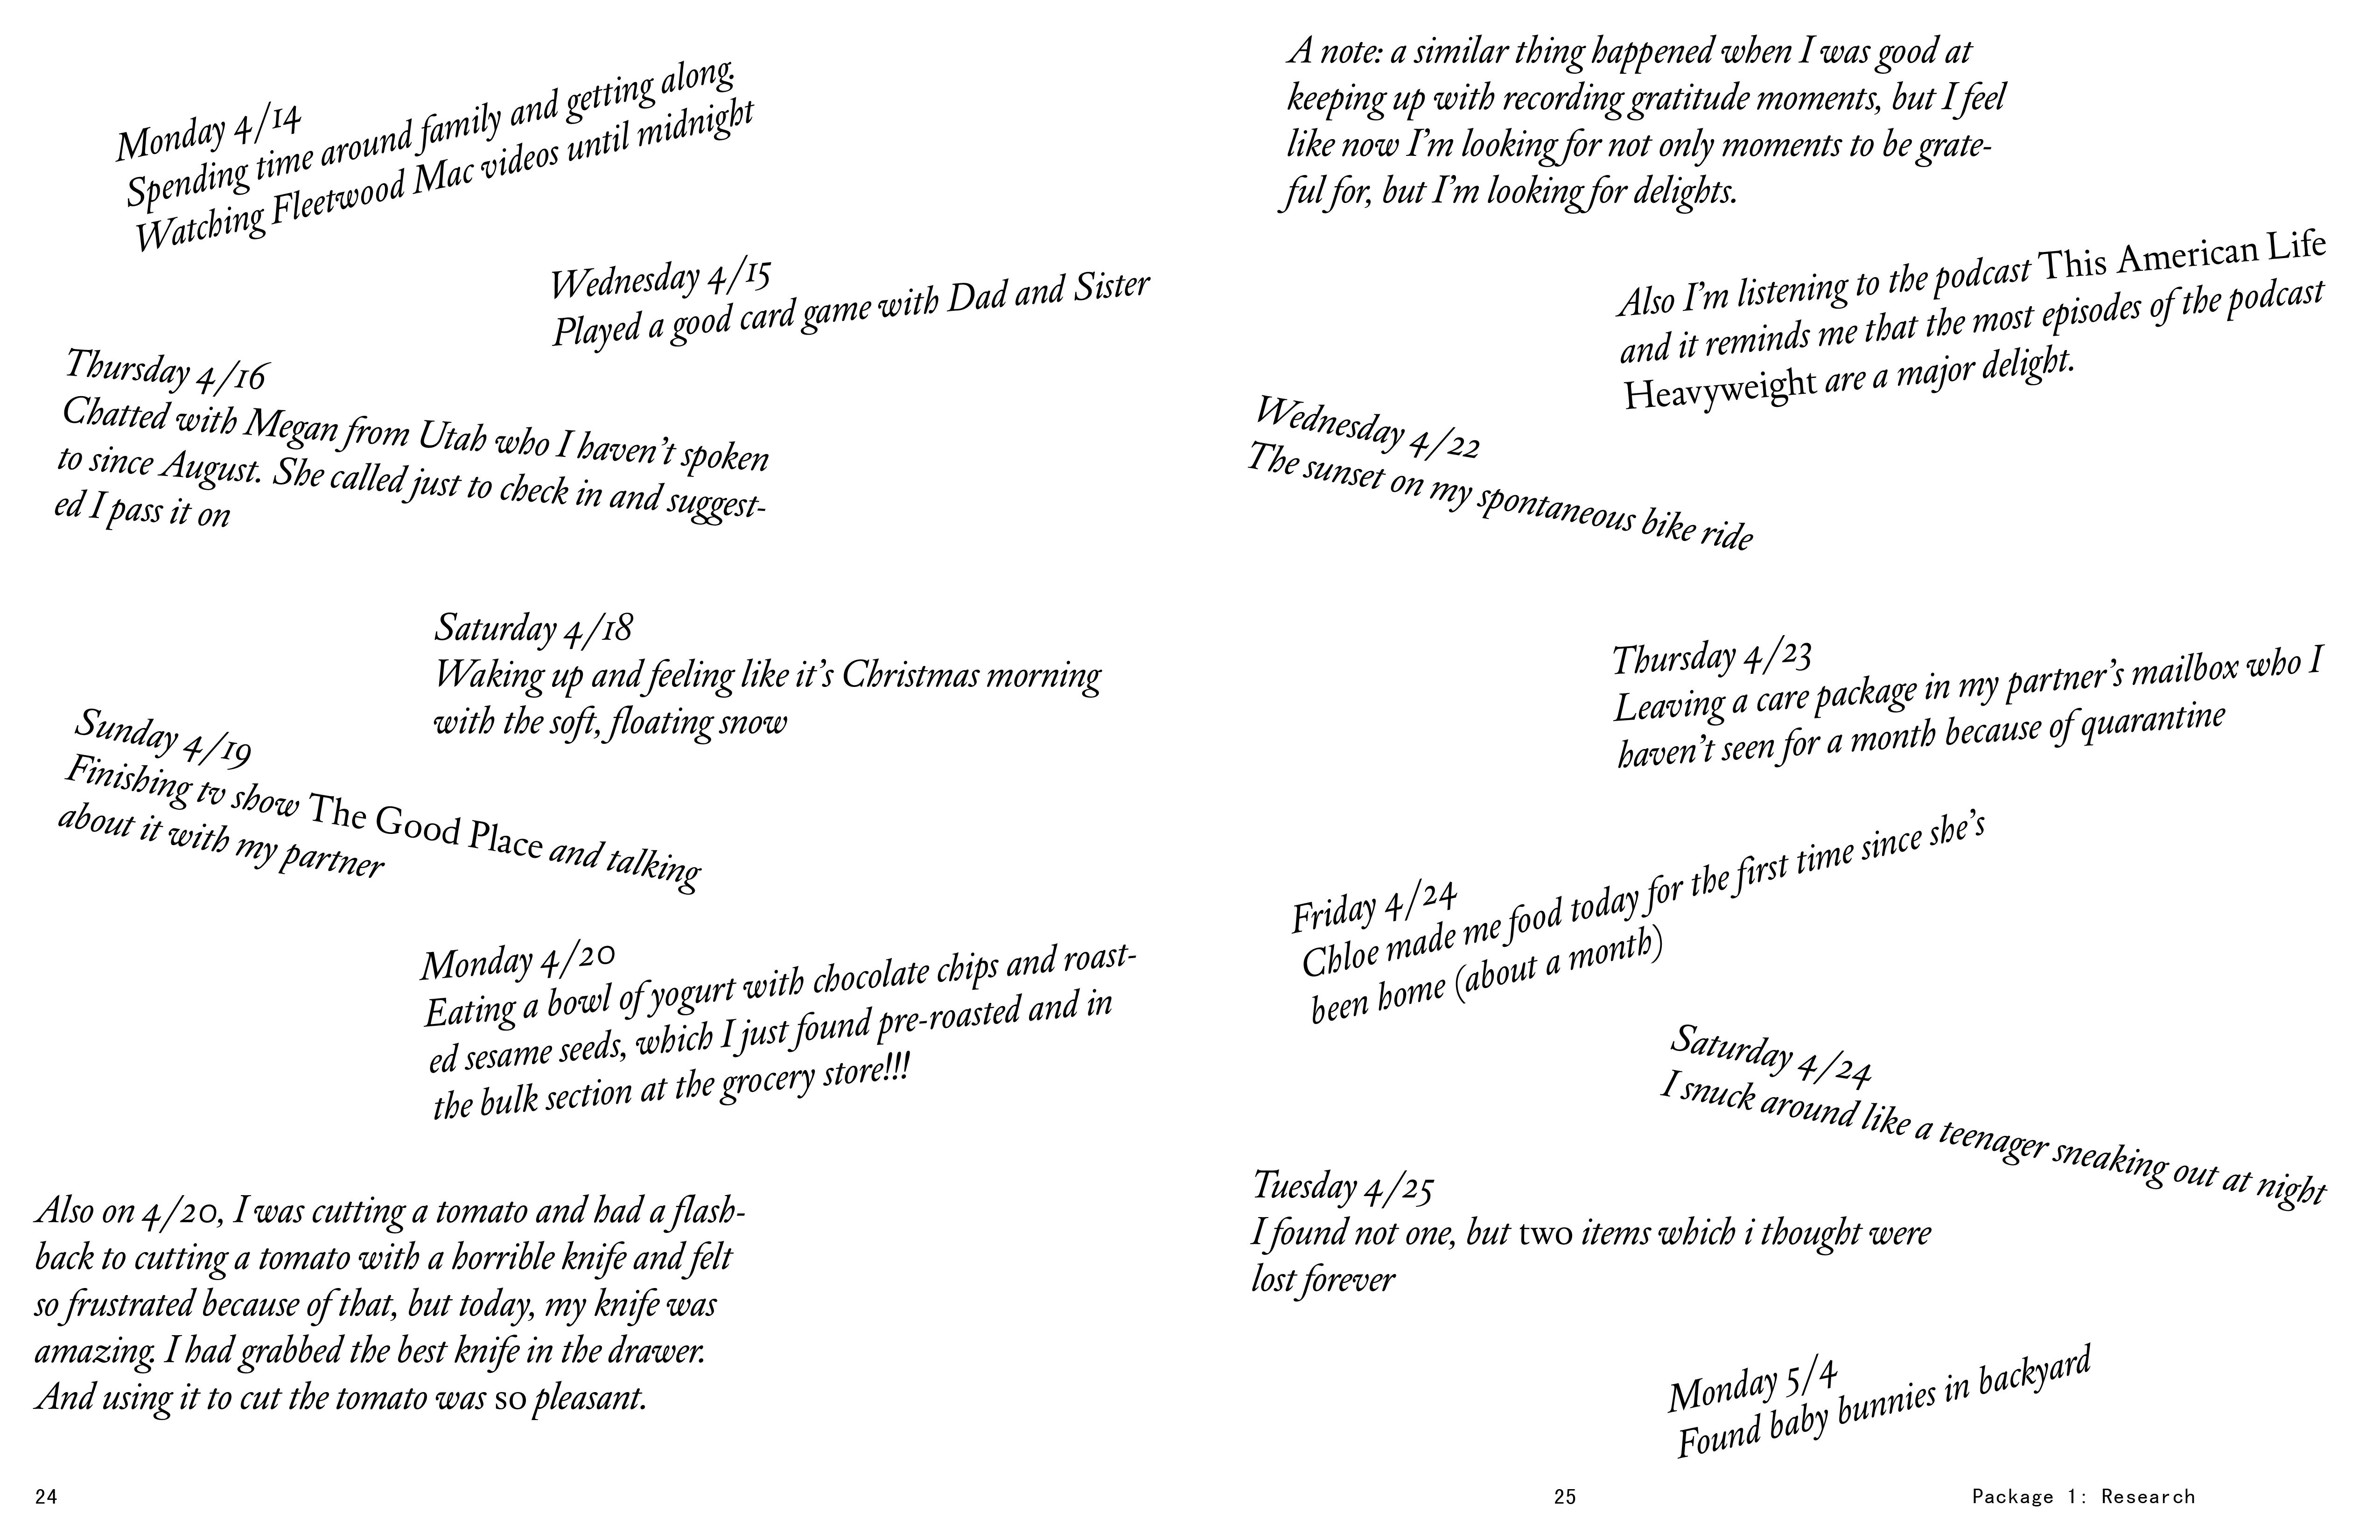 Monday 4/14
Spending time around family and getting along.
Watching Fleetwood Mac videos until midnight
Wednesday 4/15
Played a good card game with Dad and Sister
Thursday 4/16
Chatted with Megan from Utah who I haven't spoken
to since August. She called just to check in and suggest-
ed I pass it on
Saturday 4/18
Waking up and feeling like it's Christmas morning
with the soft, floating snow
Sunday 4/19
Finishing tv show The Good Place and talking
about it with my partner
Monday 4/20
Eating a bowl of yogurt with chocolate chips and roast-
ed sesame seeds, which I just found pre-roasted and in
the bulk section at the grocery store!!!
Also on 4/20, I was cutting a tomato and had a flash-
back to cutting a tomato with a horrible knife and felt
so frustrated because of that, but today, my knife was
amazing. I had grabbed the best knife in the drawer.
And using it to cut the tomato was so pleasant.
24
A note: a similar thing happened when I was good at
keeping up with recording gratitude moments, but I feel
like now I'm looking for not only moments to be grate-
ful for, but I'm looking for delights.
Also I'm listening to the podcast This American Life
and it reminds me that the most episodes of the podcast
Heavyweight are a major delight.
Wednesday 4/22
The sunset on my spontaneous bike ride
Thursday 4/23
Leaving a care package in my partner's mailbox who I
haven't seen for a month because of quarantine
Friday 4/24
Chloe made me food today for the first time since she's
been home (about a month)
Saturday 4/24
I snuck around like a teenager sneaking out at night
Tuesday 4/25
I found not one, but two items which i thought were
lost forever
Monday 5/4
Found baby bunnies in backyard
25
Package 1: Research